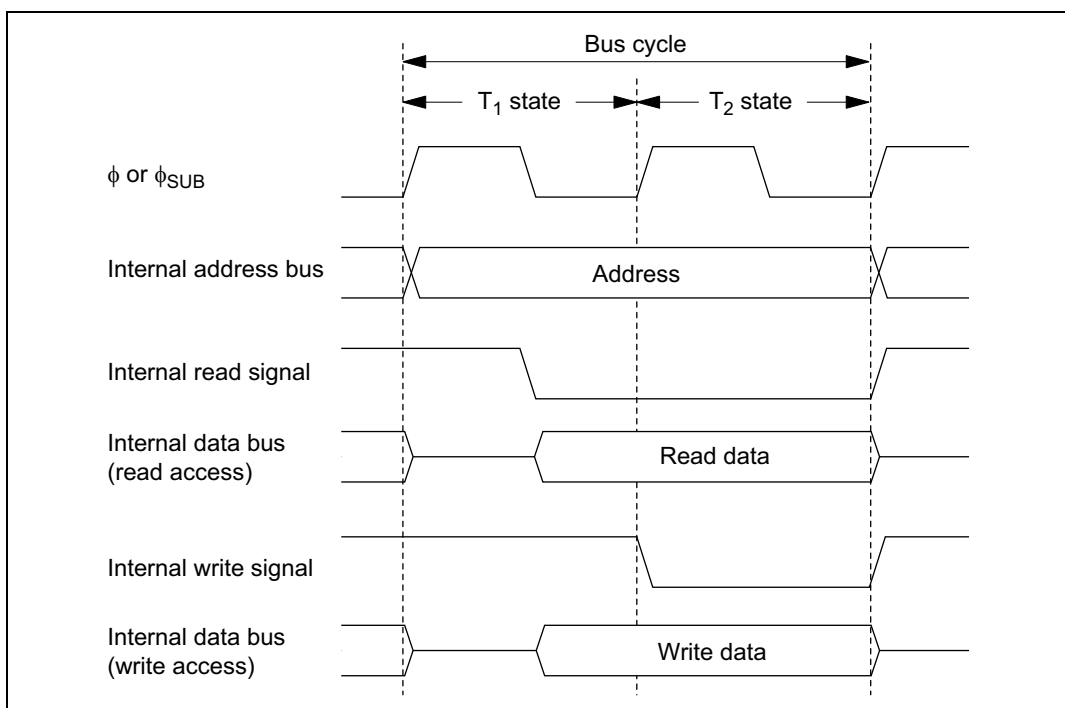 Bus cycle
T₁ state
T₂ state
ϕ or ϕSUB
Internal address bus
Address
Internal read signal
Internal data bus
(read access)
Read data
Internal write signal
Internal data bus
(write access)
Write data